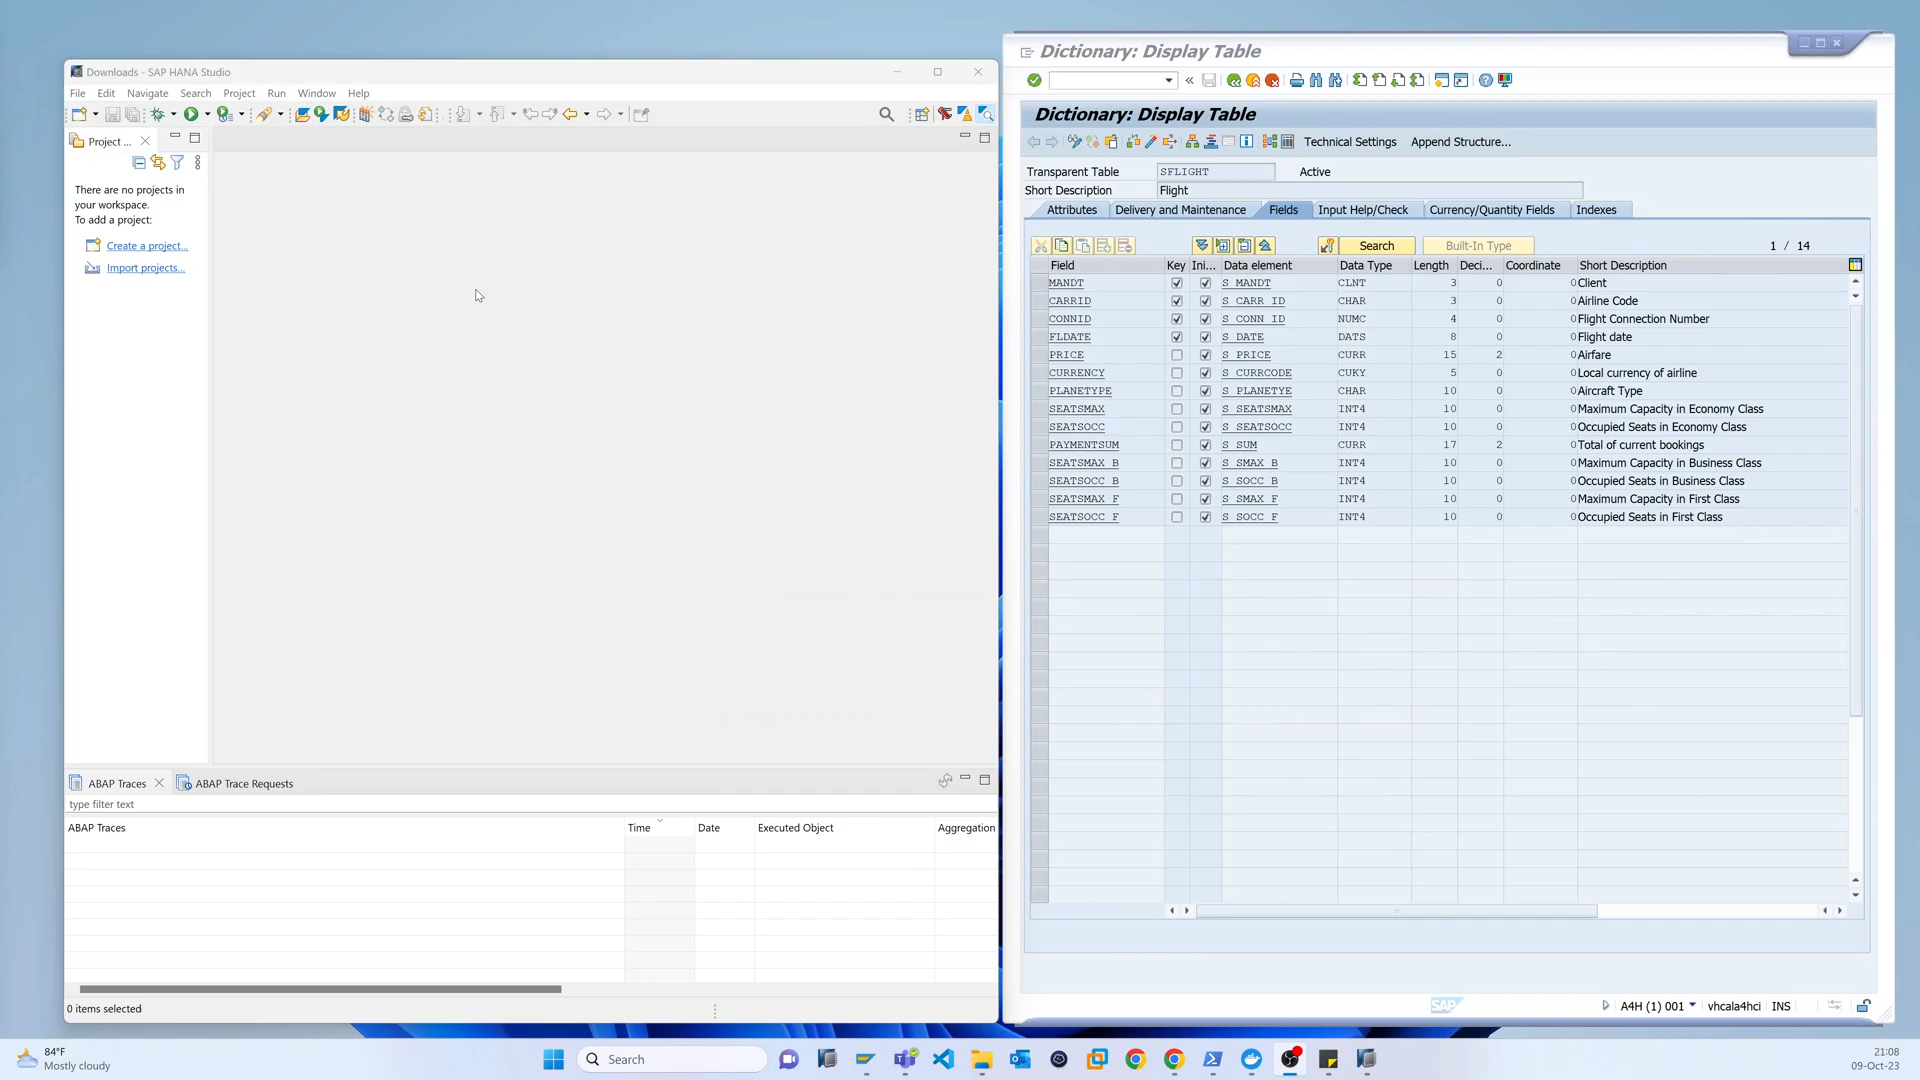 Downloads - SAP HANA Studio
File Edit Navigate Search Project Run Window Help
Project ...
There are no projects in
your workspace.
To add a project:
Create a project...
Import projects...
ABAP Traces
ABAP Trace Requests
type filter text
ABAP Traces Time Date Executed Object Aggregation
0 items selected
Dictionary: Display Table
Dictionary: Display Table
Technical Settings Append Structure...
Transparent Table SFLIGHT Active
Short Description Flight
Attributes Delivery and Maintenance Fields Input Help/Check Currency/Quantity Fields Indexes
Search Built-In Type 1 / 14
Field Key Ini... Data element Data Type Length Deci... Coordinate Short Description
MANDT S_MANDT CLNT 3 0 0 Client
CARRID S_CARR_ID CHAR 3 0 0 Airline Code
CONNID S_CONN_ID NUMC 4 0 0 Flight Connection Number
FLDATE S_DATE DATS 8 0 0 Flight date
PRICE S_PRICE CURR 15 2 0 Airfare
CURRENCY S_CURRCODE CUKY 5 0 0 Local currency of airline
PLANETYPE S_PLANETYE CHAR 10 0 0 Aircraft Type
SEATSMAX S_SEATSMAX INT4 10 0 0 Maximum Capacity in Economy Class
SEATSOCC S_SEATSOCC INT4 10 0 0 Occupied Seats in Economy Class
PAYMENTSUM S_SUM CURR 17 2 0 Total of current bookings
SEATSMAX_B S_SMAX_B INT4 10 0 0 Maximum Capacity in Business Class
SEATSOCC_B S_SOCC_B INT4 10 0 0 Occupied Seats in Business Class
SEATSMAX_F S_SMAX_F INT4 10 0 0 Maximum Capacity in First Class
SEATSOCC_F S_SOCC_F INT4 10 0 0 Occupied Seats in First Class
SAP
A4H (1) 001 vhcala4hci INS
84°F
Mostly cloudy
Search
21:08
09-Oct-23